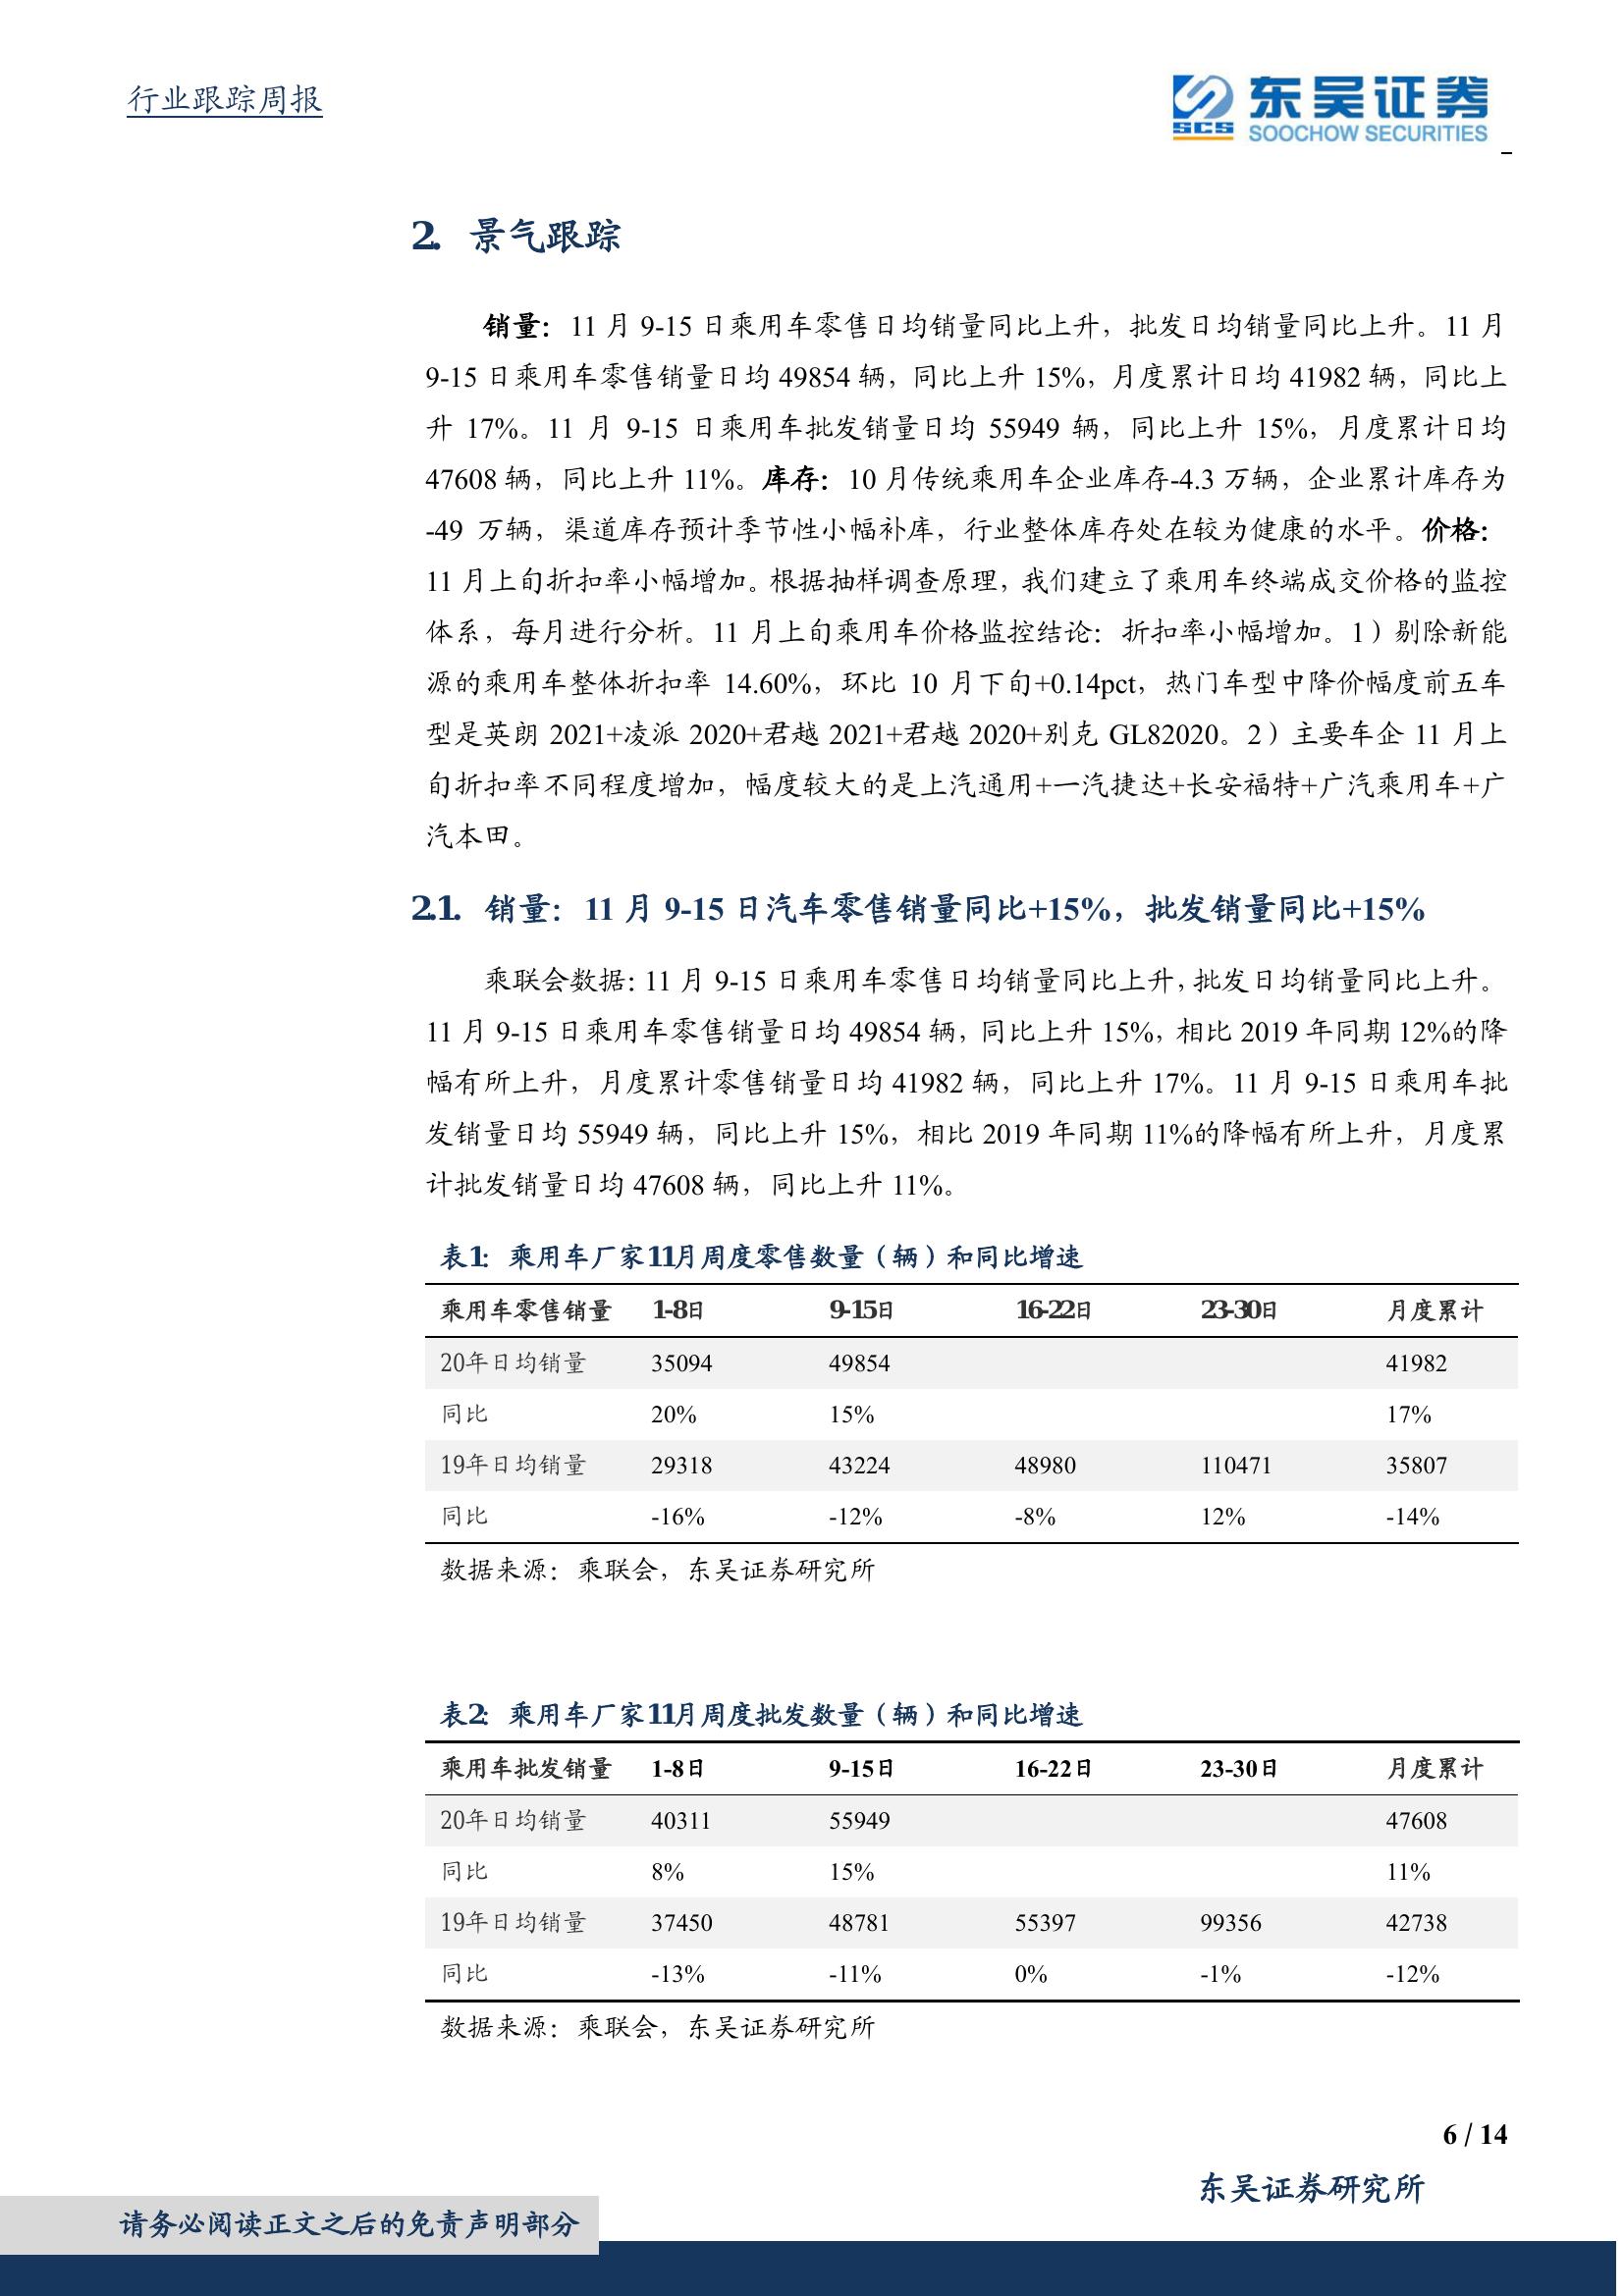 行业跟踪周报
SCS
东吴证券
SOOCHOW SECURITIES
2. 景气跟踪
销量：11 月 9-15 日乘用车零售日均销量同比上升，批发日均销量同比上升。11 月
9-15 日乘用车零售销量日均 49854 辆，同比上升 15%，月度累计日均 41982 辆，同比上
升 17%。11 月 9-15 日乘用车批发销量日均 55949 辆，同比上升 15%，月度累计日均
47608 辆，同比上升 11%。库存：10 月传统乘用车企业库存-4.3 万辆，企业累计库存为
-49 万辆，渠道库存预计季节性小幅补库，行业整体库存处在较为健康的水平。价格：
11 月上旬折扣率小幅增加。根据抽样调查原理，我们建立了乘用车终端成交价格的监控
体系，每月进行分析。11 月上旬乘用车价格监控结论：折扣率小幅增加。1）剔除新能
源的乘用车整体折扣率 14.60%，环比 10 月下旬+0.14pct，热门车型中降价幅度前五车
型是英朗 2021+凌派 2020+君越 2021+君越 2020+别克 GL82020。2）主要车企 11 月上
旬折扣率不同程度增加，幅度较大的是上汽通用+一汽捷达+长安福特+广汽乘用车+广
汽本田。
2.1. 销量：11 月 9-15 日汽车零售销量同比+15%，批发销量同比+15%
乘联会数据：11 月 9-15 日乘用车零售日均销量同比上升，批发日均销量同比上升。
11 月 9-15 日乘用车零售销量日均 49854 辆，同比上升 15%，相比 2019 年同期 12%的降
幅有所上升，月度累计零售销量日均 41982 辆，同比上升 17%。11 月 9-15 日乘用车批
发销量日均 55949 辆，同比上升 15%，相比 2019 年同期 11%的降幅有所上升，月度累
计批发销量日均 47608 辆，同比上升 11%。
表1：乘用车厂家11月周度零售数量（辆）和同比增速
乘用车零售销量 1-8日 9-15日 16-22日 23-30日 月度累计
20年日均销量 35094 49854 41982
同比 20% 15% 17%
19年日均销量 29318 43224 48980 110471 35807
同比 -16% -12% -8% 12% -14%
数据来源：乘联会，东吴证券研究所
表2：乘用车厂家11月周度批发数量（辆）和同比增速
乘用车批发销量 1-8日 9-15日 16-22日 23-30日 月度累计
20年日均销量 40311 55949 47608
同比 8% 15% 11%
19年日均销量 37450 48781 55397 99356 42738
同比 -13% -11% 0% -1% -12%
数据来源：乘联会，东吴证券研究所
6 / 14
东吴证券研究所
请务必阅读正文之后的免责声明部分